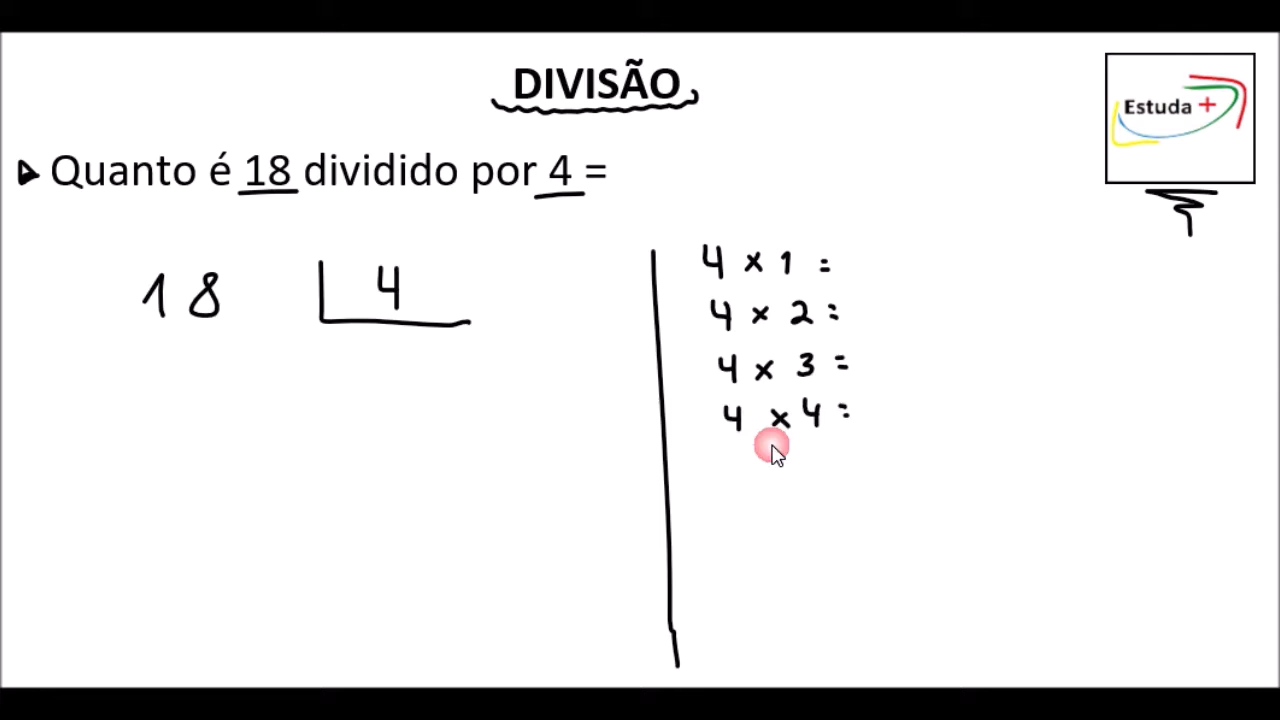 DIVISÃO
Estuda +
Quanto é 18 dividido por 4 =
18 4
4 x 1 =
4 x 2 =
4 x 3 =
4 x 4 =